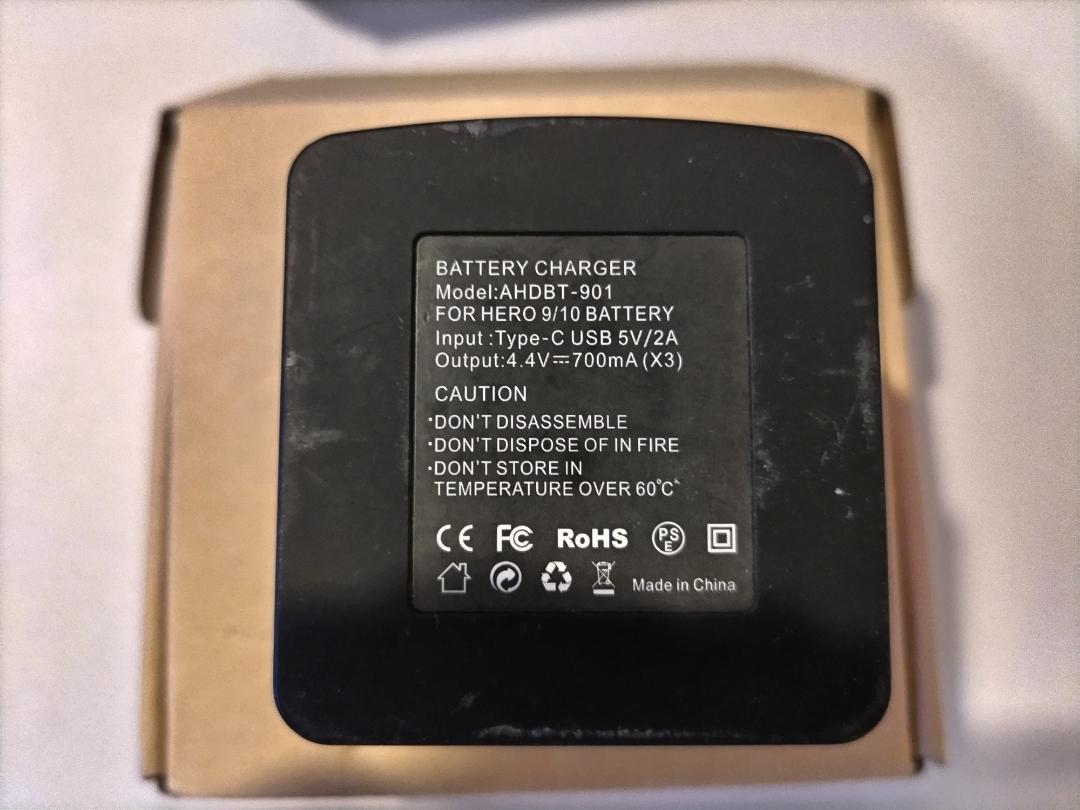 BATTERY CHARGER
Model:AHDBT-901
FOR HERO 9/10 BATTERY
Input :Type-C USB 5V/2A
Output:4.4V⎓700mA (X3)
CAUTION
·DON'T DISASSEMBLE
·DON'T DISPOSE OF IN FIRE
·DON'T STORE IN
TEMPERATURE OVER 60°C
CE FC RoHS PSE
Made in China